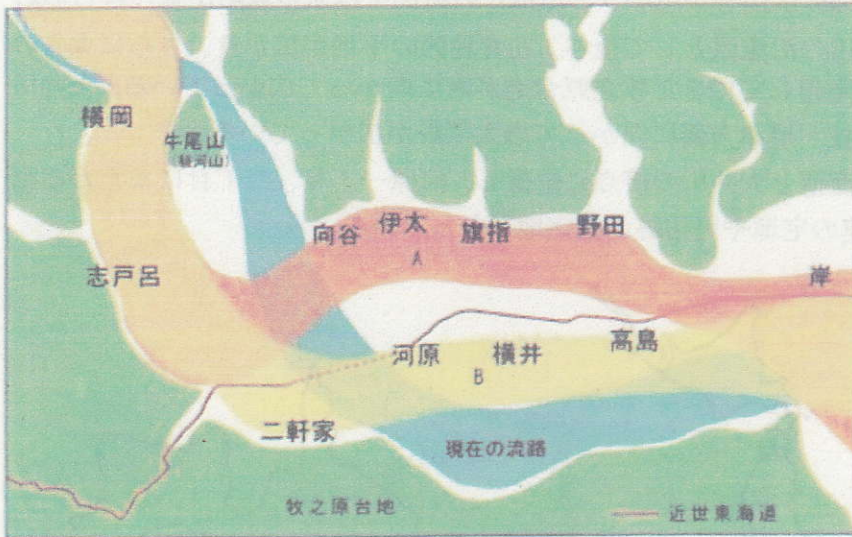 横岡
牛尾山
(駿河山)
向谷
伊太
旗指
野田
A
志戸呂
岸
河原
横井
高島
B
二軒家
現在の流路
牧之原台地
近世東海道